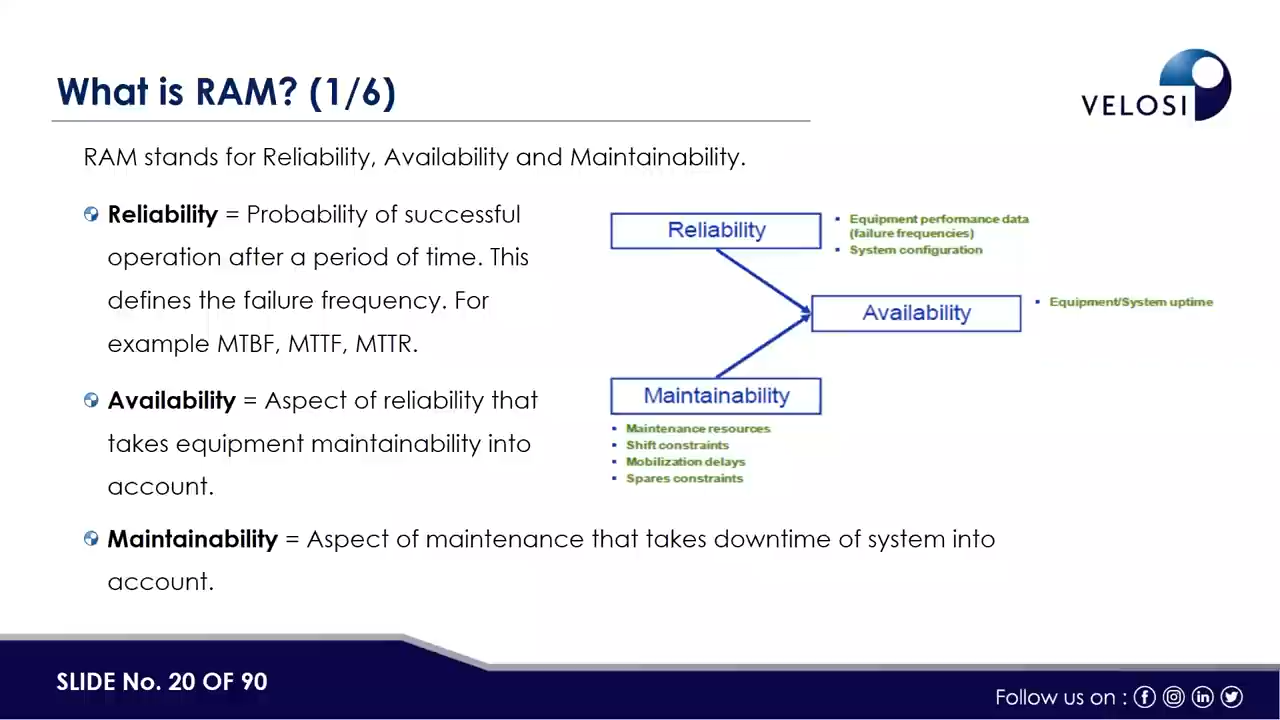 What is RAM? (1/6)
VELOSI
RAM stands for Reliability, Availability and Maintainability.
Reliability = Probability of successful
operation after a period of time. This
defines the failure frequency. For
example MTBF, MTTF, MTTR.
Availability = Aspect of reliability that
takes equipment maintainability into
account.
Maintainability = Aspect of maintenance that takes downtime of system into
account.
Reliability
Equipment performance data
(failure frequencies)
System configuration
Availability
Equipment/System uptime
Maintainability
Maintenance resources
Shift constraints
Mobilization delays
Spares constraints
SLIDE No. 20 OF 90
Follow us on :